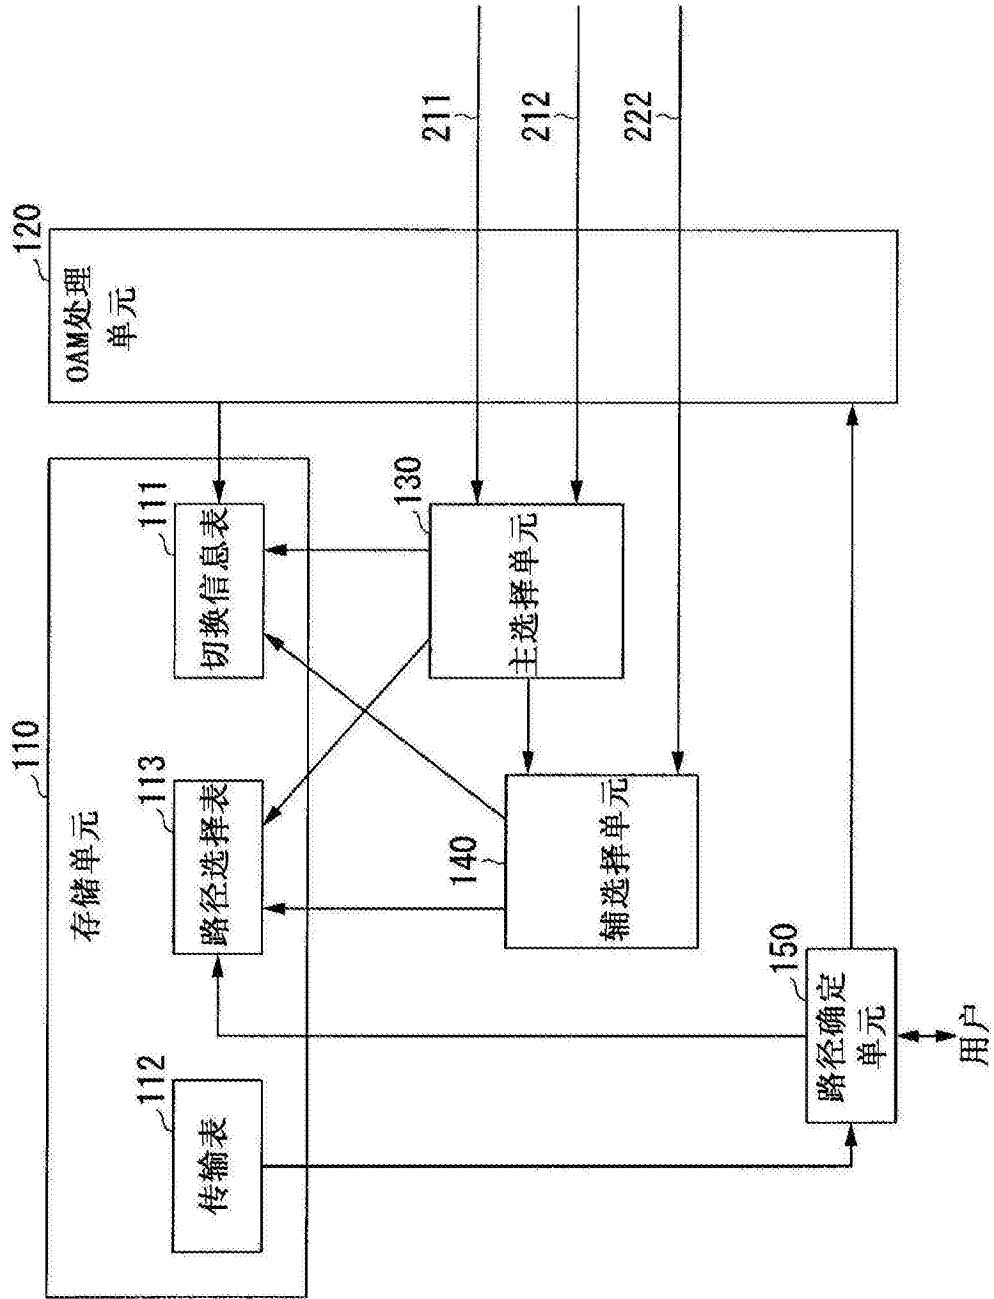 110
存储单元
112
传输表
113
路径选择表
111
切换信息表
120
OAM处理
单元
140
辅选择单元
130
主选择单元
211
212
222
150
路径确定
单元
用户